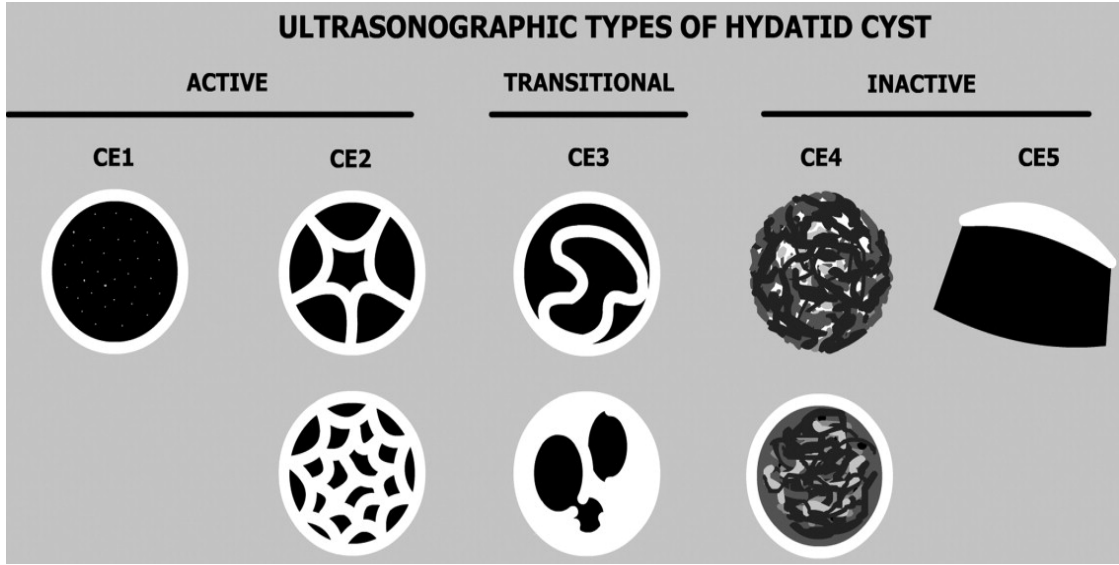 ULTRASONOGRAPHIC TYPES OF HYDATID CYST
ACTIVE TRANSITIONAL INACTIVE
CE1 CE2 CE3 CE4 CE5